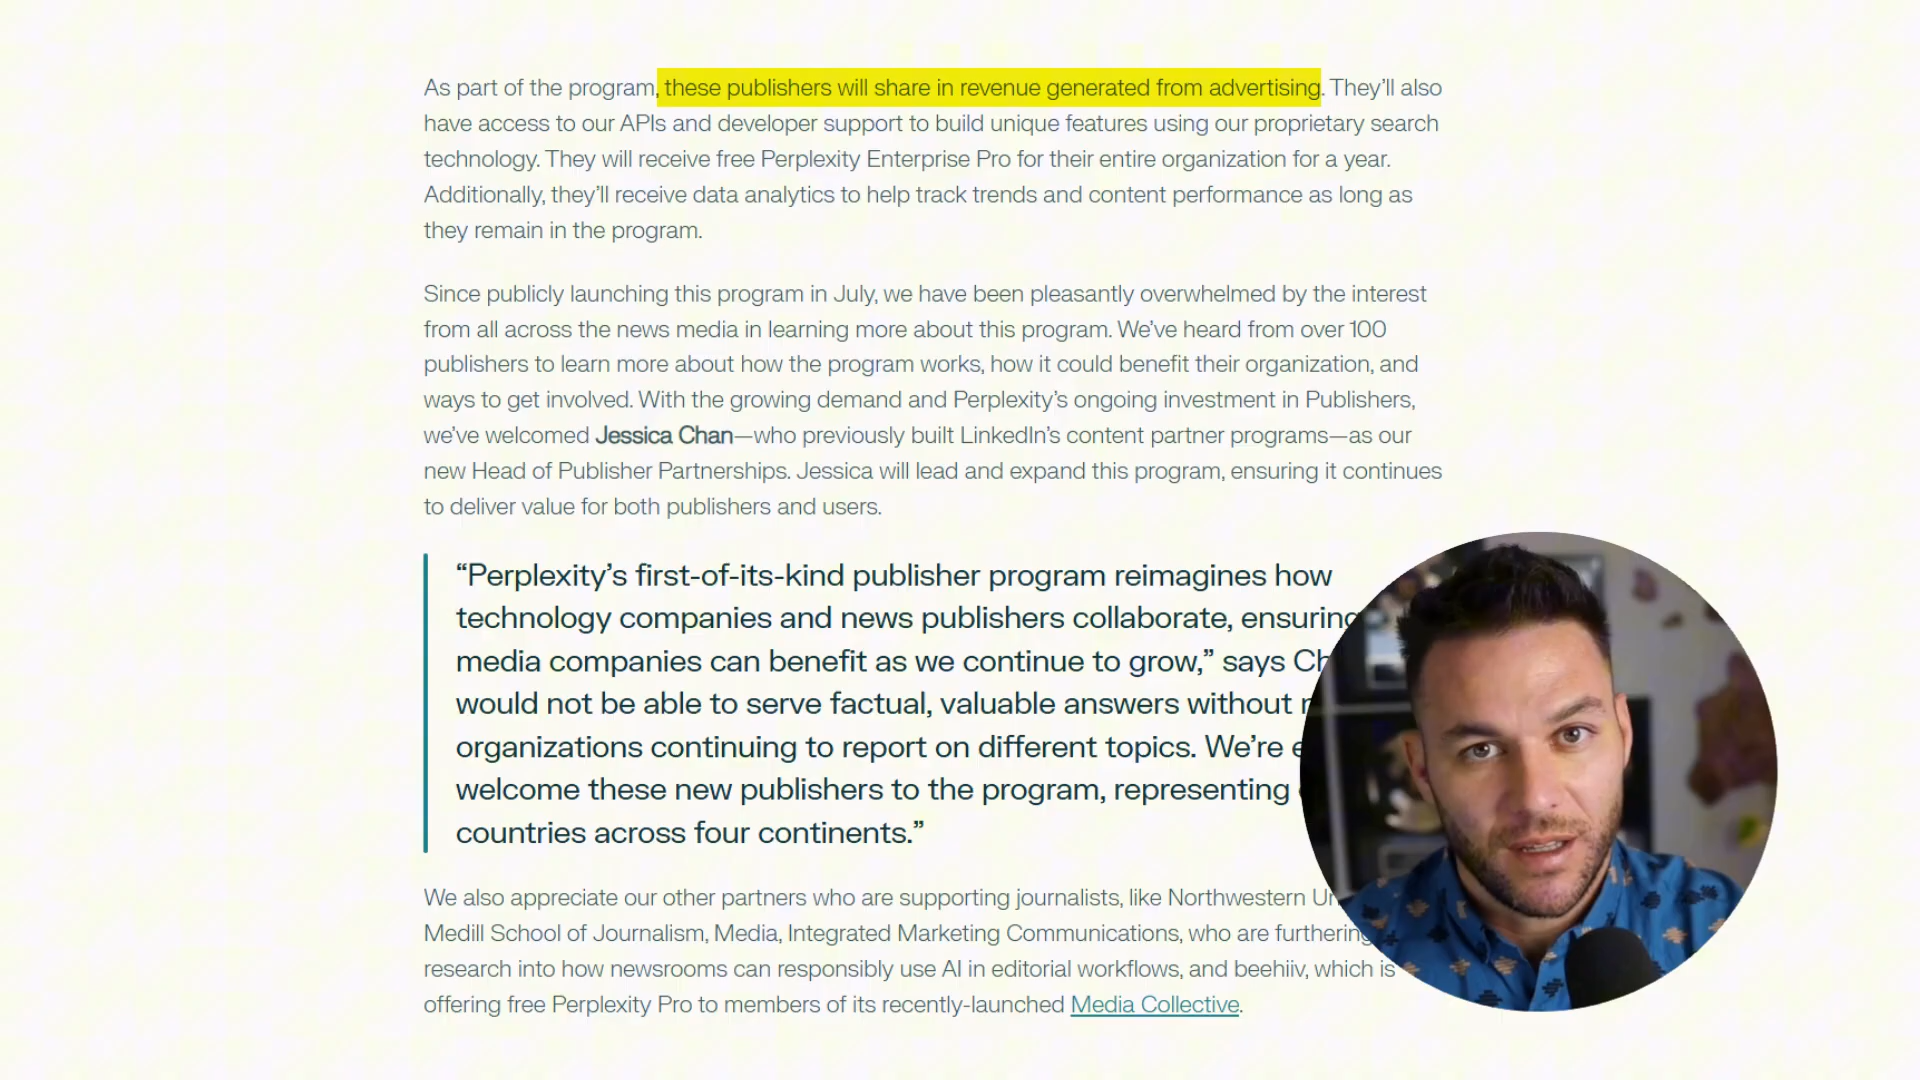 As part of the program, these publishers will share in revenue generated from advertising. They’ll also
have access to our APIs and developer support to build unique features using our proprietary search
technology. They will receive free Perplexity Enterprise Pro for their entire organization for a year.
Additionally, they’ll receive data analytics to help track trends and content performance as long as
they remain in the program.
Since publicly launching this program in July, we have been pleasantly overwhelmed by the interest
from all across the news media in learning more about this program. We’ve heard from over 100
publishers to learn more about how the program works, how it could benefit their organization, and
ways to get involved. With the growing demand and Perplexity’s ongoing investment in Publishers,
we’ve welcomed Jessica Chan—who previously built LinkedIn’s content partner programs—as our
new Head of Publisher Partnerships. Jessica will lead and expand this program, ensuring it continues
to deliver value for both publishers and users.
“Perplexity’s first-of-its-kind publisher program reimagines how
technology companies and news publishers collaborate, ensuring
media companies can benefit as we continue to grow,” says
would not be able to serve factual, valuable answers without
organizations continuing to report on different topics. We’re
welcome these new publishers to the program, representing
countries across four continents.”
We also appreciate our other partners who are supporting journalists, like Northwestern
Medill School of Journalism, Media, Integrated Marketing Communications, who are furthering
research into how newsrooms can responsibly use AI in editorial workflows, and beehiiv, which is
offering free Perplexity Pro to members of its recently-launched Media Collective.